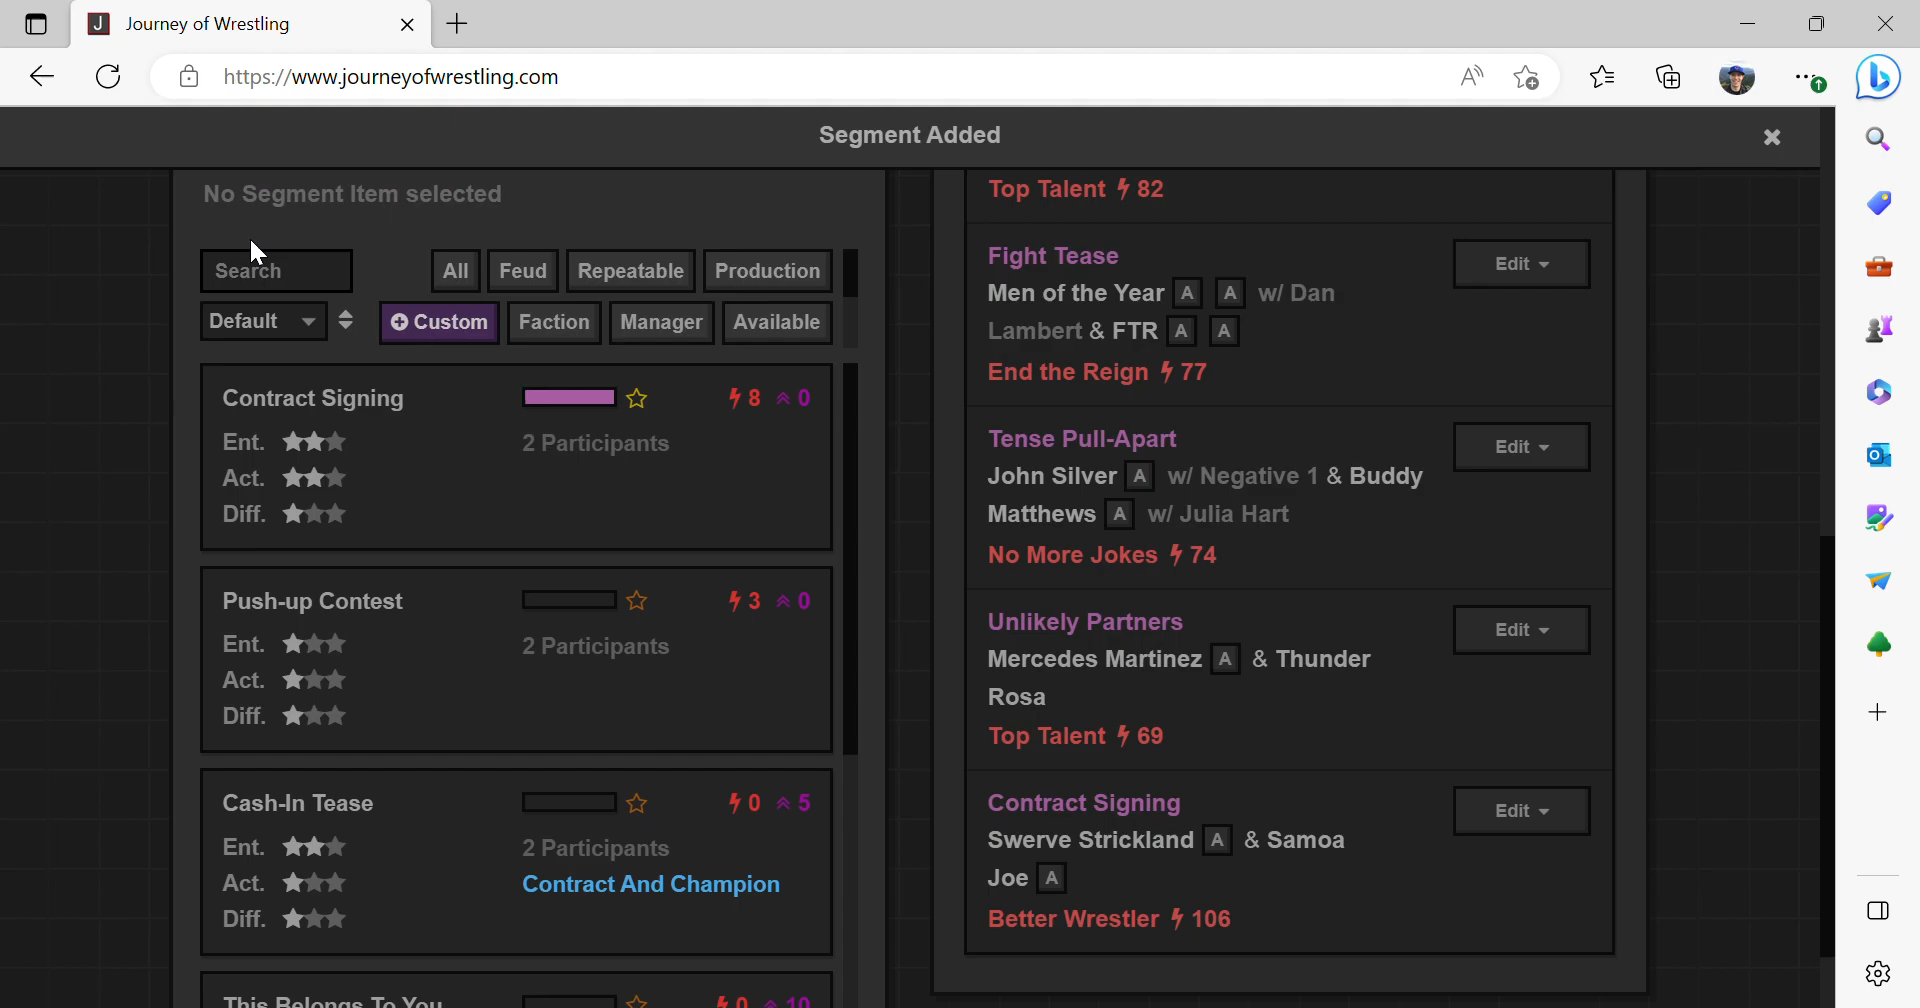 Journey of Wrestling
https://www.journeyofwrestling.com
Segment Added
No Segment Item selected
Search
All
Feud
Repeatable
Production
Default
Custom
Faction
Manager
Available
Contract Signing
8
0
Ent.
2 Participants
Act.
Diff.
Push-up Contest
3
0
Ent.
2 Participants
Act.
Diff.
Cash-In Tease
0
5
Ent.
2 Participants
Act.
Contract And Champion
Diff.
This Belongs To You
0
10
Top Talent 82
Fight Tease
Edit
Men of the Year A A w/ Dan
Lambert & FTR A A
End the Reign 77
Tense Pull-Apart
Edit
John Silver A w/ Negative 1 & Buddy
Matthews A w/ Julia Hart
No More Jokes 74
Unlikely Partners
Edit
Mercedes Martinez A & Thunder
Rosa
Top Talent 69
Contract Signing
Edit
Swerve Strickland A & Samoa
Joe A
Better Wrestler 106